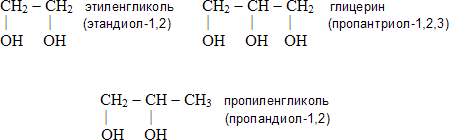 CH₂ – CH₂ этиленгликоль
(этандиол-1,2)
OH OH
CH₂ – CH – CH₂ глицерин
(пропантриол-1,2,3)
OH OH OH
CH₂ – CH – CH₃ пропиленгликоль
(пропандиол-1,2)
OH OH